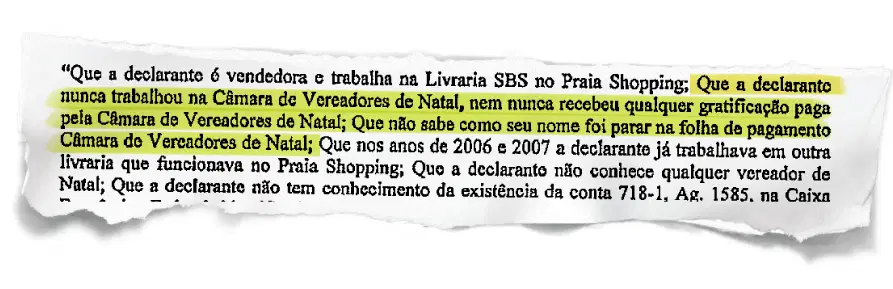 “Que a declarante é vendedora e trabalha na Livraria SBS no Praia Shopping; Que a declarante
nunca trabalhou na Câmara de Vereadores de Natal, nem nunca recebeu qualquer gratificação paga
pela Câmara de Vereadores de Natal; Que não sabe como seu nome foi parar na folha de pagamento
Câmara de Vereadores de Natal; Que nos anos de 2006 e 2007 a declarante já trabalhava em outra
livraria que funcionava no Praia Shopping; Que a declarante não conhece qualquer vereador de
Natal; Que a declarante não tem conhecimento da existência da conta 718-1, Ag. 1585, na Caixa